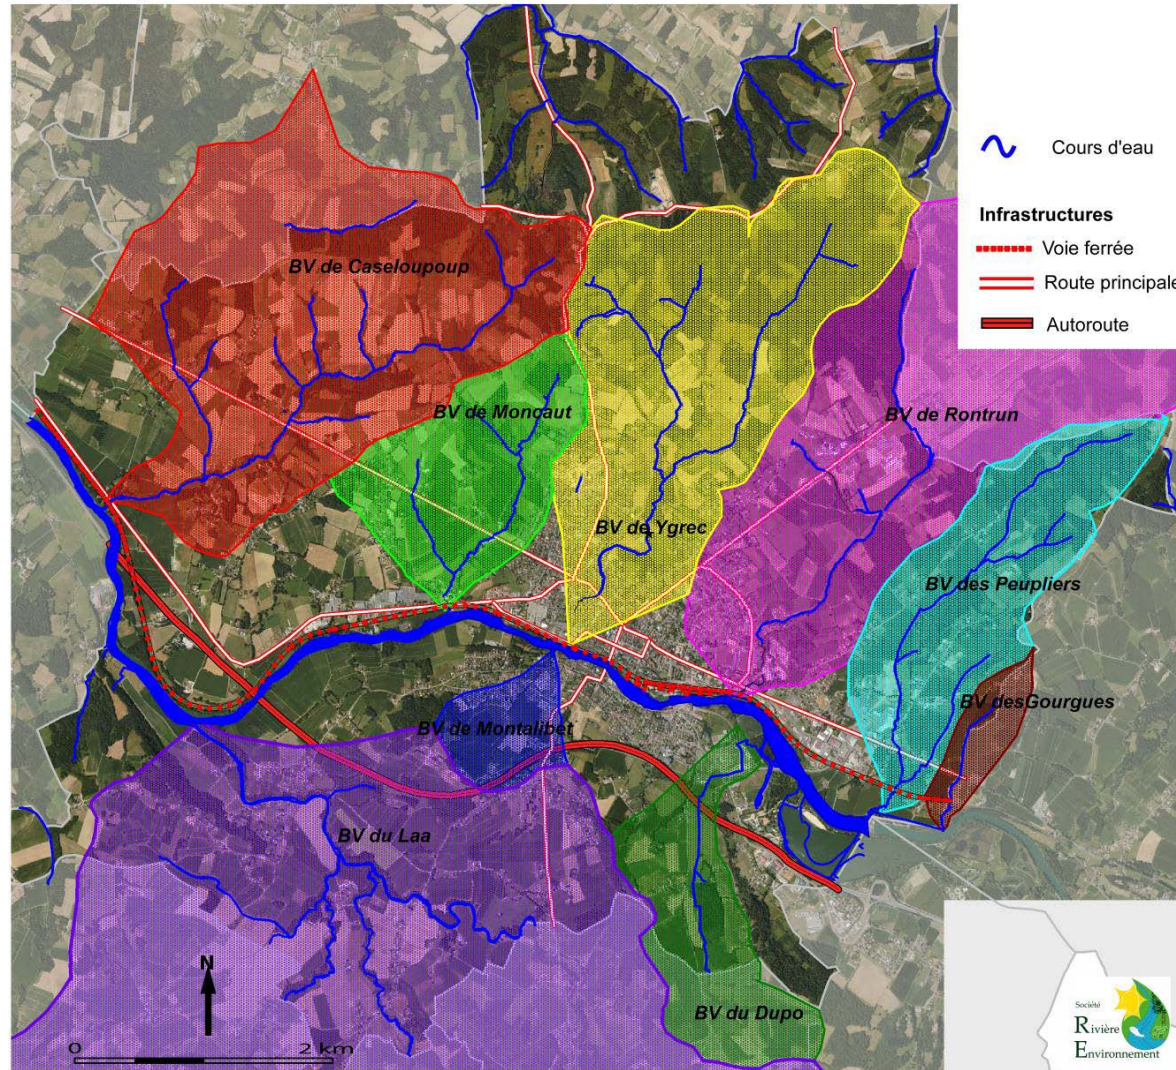 Cours d'eau
Infrastructures
Voie ferrée
Route principale
Autoroute
BV de Caseloupoup
BV de Moncaut
BV de Rontrun
BV de Ygrec
BV des Peupliers
BV desGourgues
BV de Montalibet
BV du Laa
BV du Dupo
N
0 2 km
Société
Rivière
Environnement